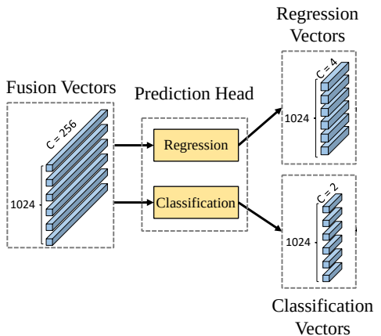 Regression
Vectors
Fusion Vectors
Prediction Head
C = 256
C = 4
1024
Regression
1024
Classification
C = 2
1024
Classification
Vectors